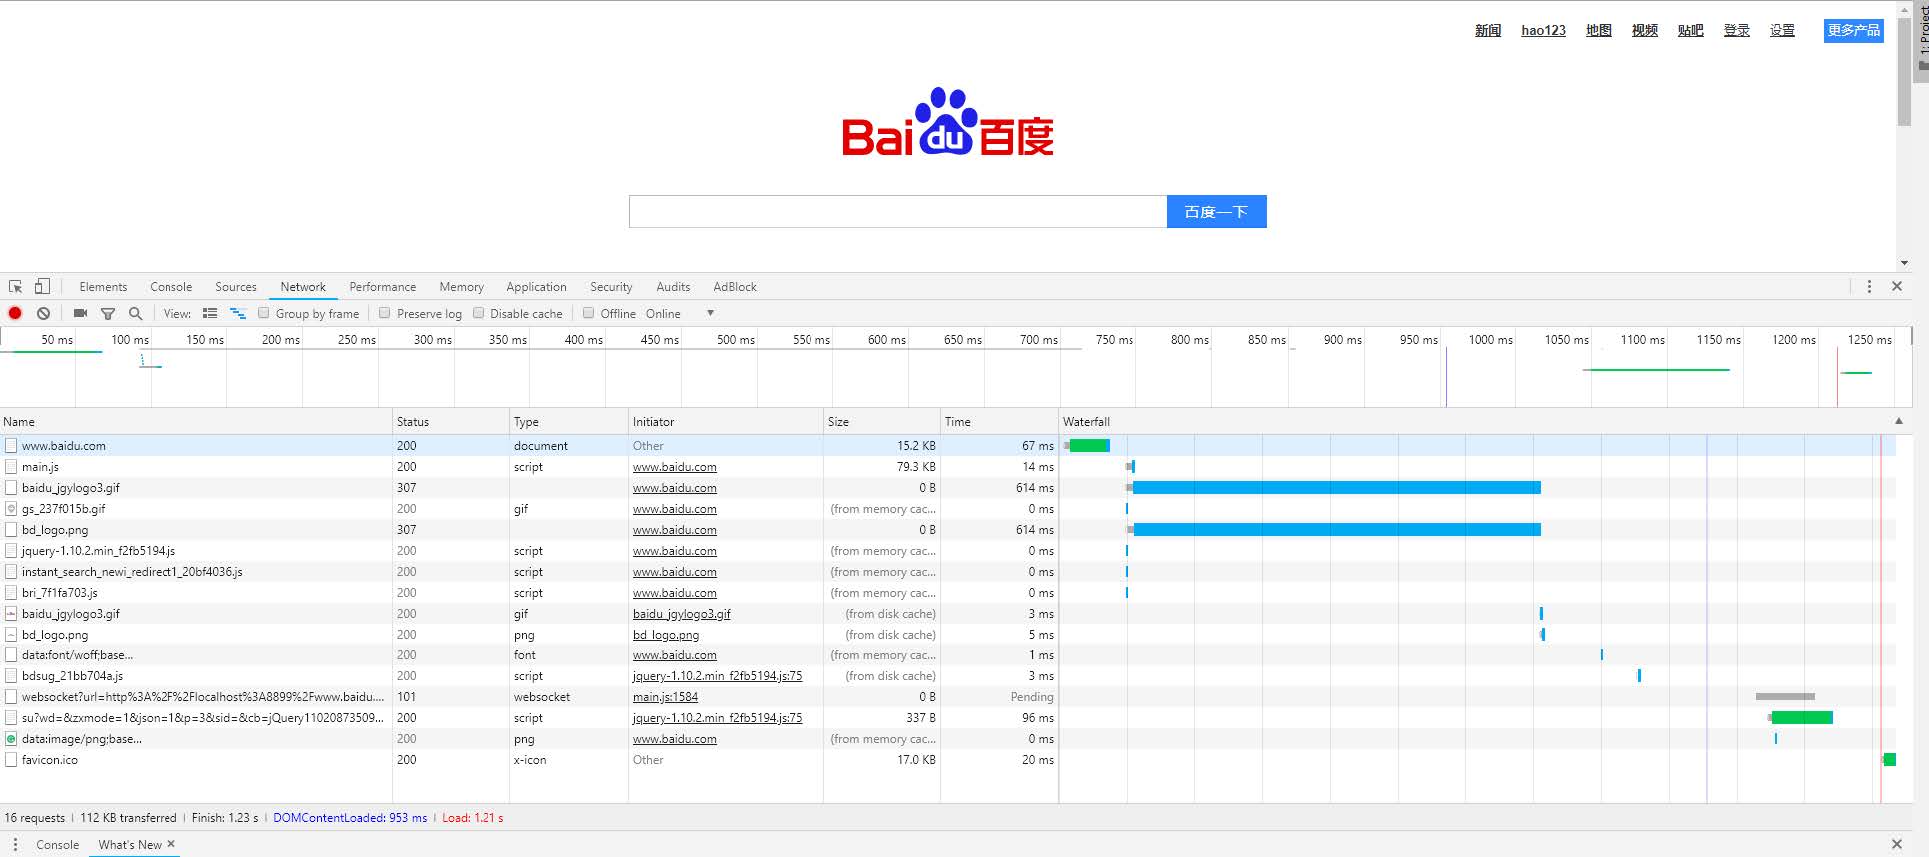 新闻 hao123 地图 视频 贴吧 登录 设置 更多产品
1: Project
Bai du 百度
百度一下
Elements Console Sources Network Performance Memory Application Security Audits AdBlock
View: Group by frame Preserve log Disable cache Offline Online
50 ms 100 ms 150 ms 200 ms 250 ms 300 ms 350 ms 400 ms 450 ms 500 ms 550 ms 600 ms 650 ms 700 ms 750 ms 800 ms 850 ms 900 ms 950 ms 1000 ms 1050 ms 1100 ms 1150 ms 1200 ms 1250 ms
Name Status Type Initiator Size Time Waterfall
www.baidu.com 200 document Other 15.2 KB 67 ms
main.js 200 script www.baidu.com 79.3 KB 14 ms
baidu_jgylogo3.gif 307 www.baidu.com 0 B 614 ms
gs_237f015b.gif 200 gif www.baidu.com (from memory cac... 0 ms
bd_logo.png 307 www.baidu.com 0 B 614 ms
jquery-1.10.2.min_f2fb5194.js 200 script www.baidu.com (from memory cac... 0 ms
instant_search_newi_redirect1_20bf4036.js 200 script www.baidu.com (from memory cac... 0 ms
bri_7f1fa703.js 200 script www.baidu.com (from memory cac... 0 ms
baidu_jgylogo3.gif 200 gif baidu_jgylogo3.gif (from disk cache) 3 ms
bd_logo.png 200 png bd_logo.png (from disk cache) 5 ms
data:font/woff;base... 200 font www.baidu.com (from memory cac... 1 ms
bdsug_21bb704a.js 200 script jquery-1.10.2.min_f2fb5194.js:75 (from disk cache) 3 ms
websocket?url=http%3A%2F%2Flocalhost%3A8899%2Fwww.baidu.... 101 websocket main.js:1584 0 B Pending
su?wd=&zxmode=1&json=1&p=3&sid=&cb=jQuery11020873509... 200 script jquery-1.10.2.min_f2fb5194.js:75 337 B 96 ms
data:image/png;base... 200 png www.baidu.com (from memory cac... 0 ms
favicon.ico 200 x-icon Other 17.0 KB 20 ms
16 requests | 112 KB transferred | Finish: 1.23 s | DOMContentLoaded: 953 ms | Load: 1.21 s
Console What's New